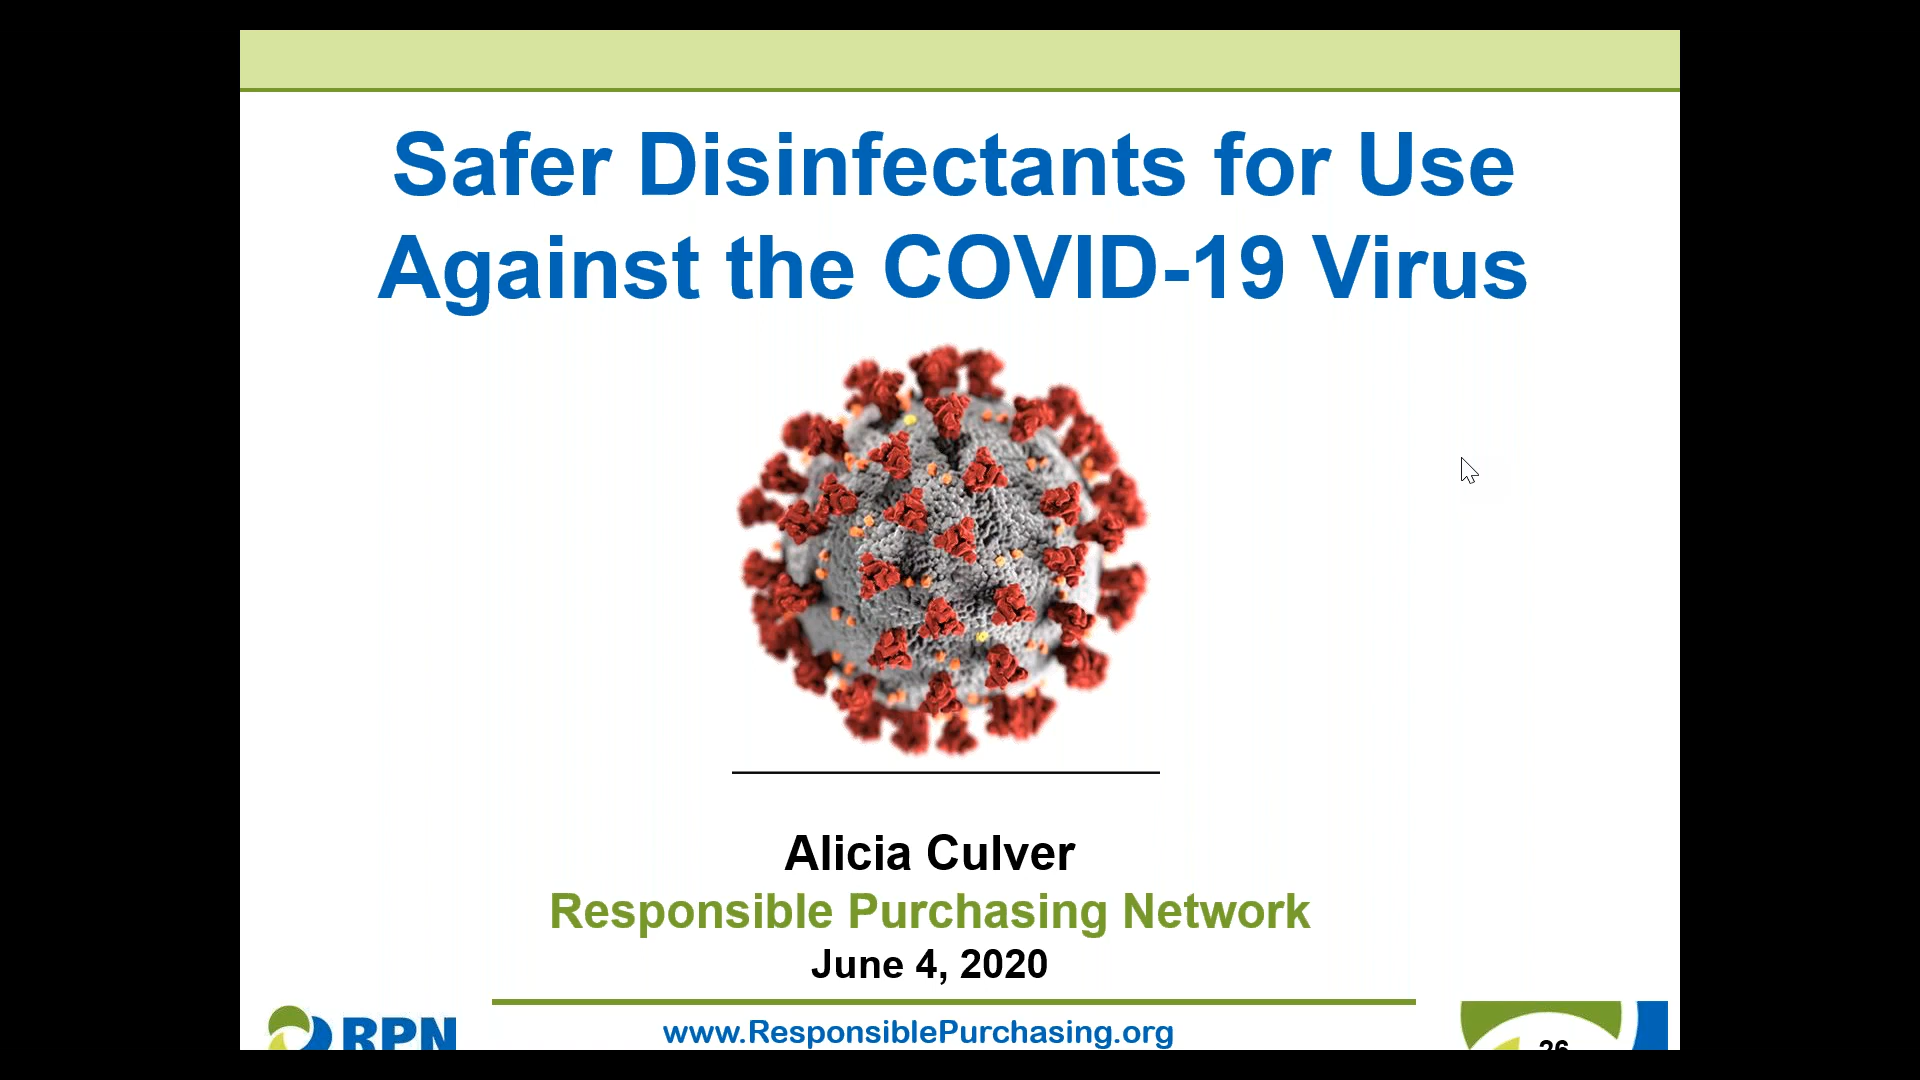 Safer Disinfectants for Use
Against the COVID-19 Virus
Alicia Culver
Responsible Purchasing Network
June 4, 2020
www.ResponsiblePurchasing.org
RPN
26